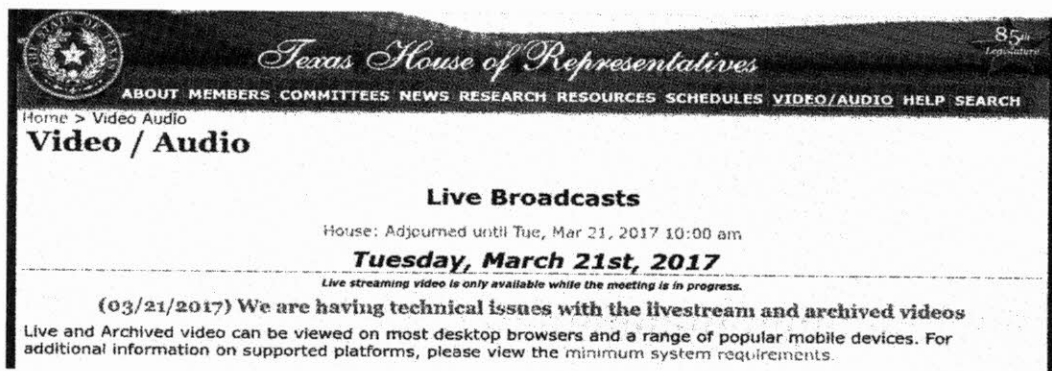 85th
Legislature
Texas House of Representatives
ABOUT MEMBERS COMMITTEES NEWS RESEARCH RESOURCES SCHEDULES VIDEO/AUDIO HELP SEARCH
Home > Video Audio
Video / Audio
Live Broadcasts
House: Adjourned until Tue, Mar 21, 2017 10:00 am
Tuesday, March 21st, 2017
Live streaming video is only available while the meeting is in progress.
(03/21/2017) We are having technical issues with the livestream and archived videos
Live and Archived video can be viewed on most desktop browsers and a range of popular mobile devices. For
additional information on supported platforms, please view the minimum system requirements.